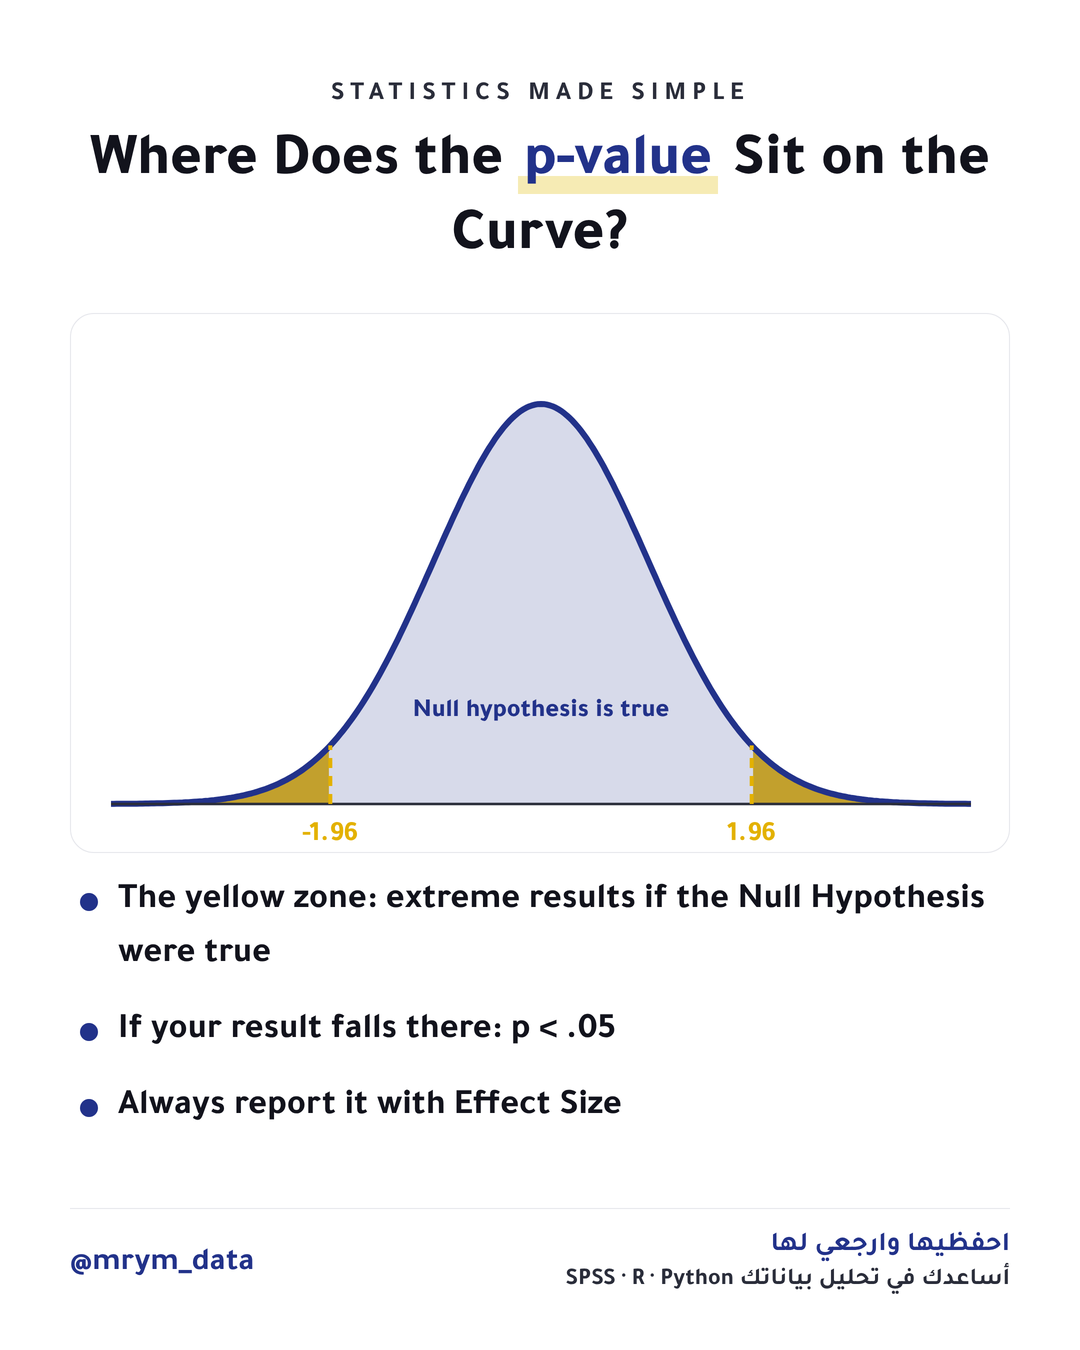 STATISTICS MADE SIMPLE
Where Does the p-value Sit on the
Curve?
Null hypothesis is true
-1.96
1.96
The yellow zone: extreme results if the Null Hypothesis
were true
If your result falls there: p < .05
Always report it with Effect Size
@mrym_data
احفظيها وارجعي لها
أساعدك في تحليل بياناتك SPSS · R · Python